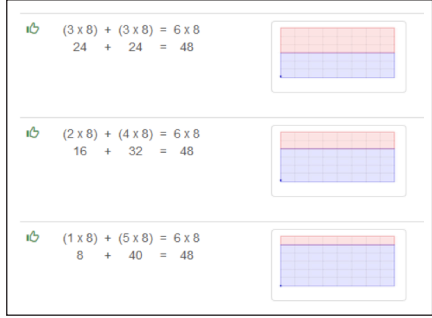 (3 x 8) + (3 x 8) = 6 x 8
24 + 24 = 48
(2 x 8) + (4 x 8) = 6 x 8
16 + 32 = 48
(1 x 8) + (5 x 8) = 6 x 8
8 + 40 = 48